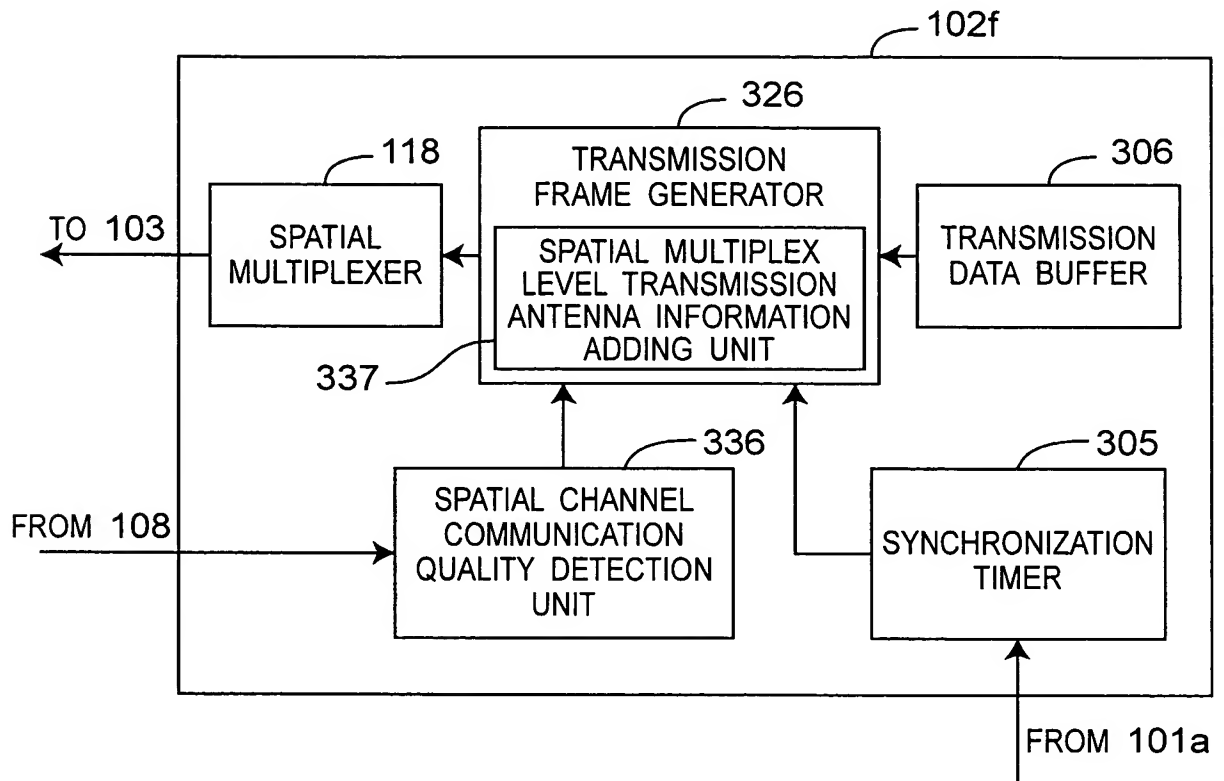 102f
326
118
306
TRANSMISSION
FRAME GENERATOR
TO 103
SPATIAL
MULTIPLEXER
SPATIAL MULTIPLEX
LEVEL TRANSMISSION
ANTENNA INFORMATION
ADDING UNIT
TRANSMISSION
DATA BUFFER
337
336
305
FROM 108
SPATIAL CHANNEL
COMMUNICATION
QUALITY DETECTION
UNIT
SYNCHRONIZATION
TIMER
FROM 101a